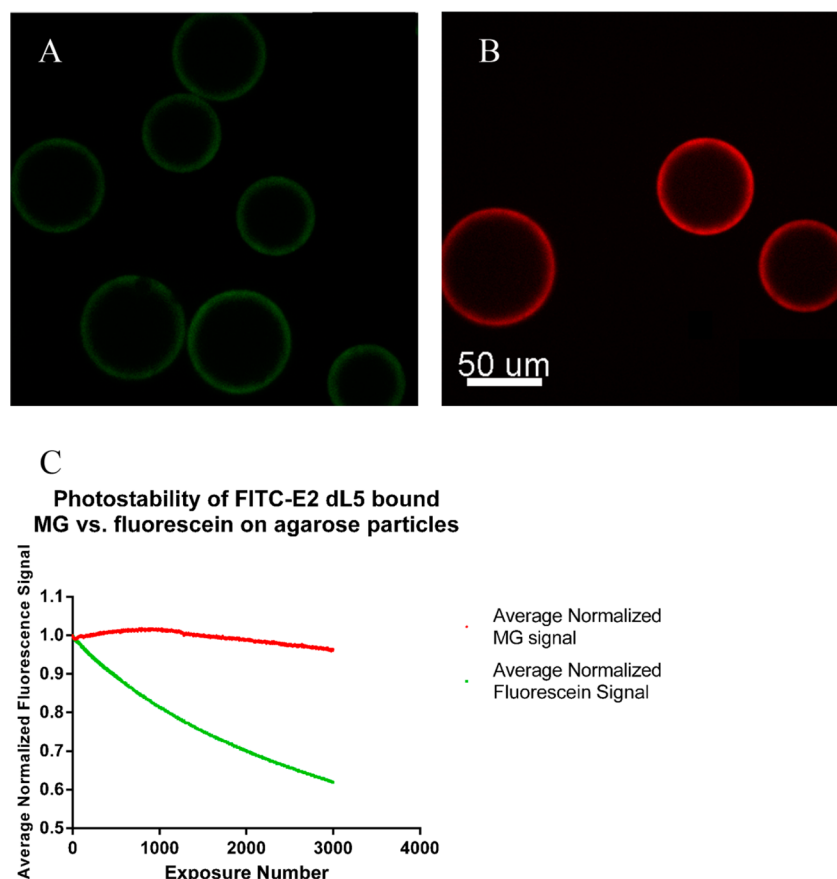 A
B
50 um
C
Photostability of FITC-E2 dL5 bound
MG vs. fluorescein on agarose particles
Average Normalized Fluorescence Signal
1.1
1.0
0.9
0.8
0.7
0.6
0.5
0
1000
2000
3000
4000
Exposure Number
Average Normalized
MG signal
Average Normalized
Fluorescein Signal